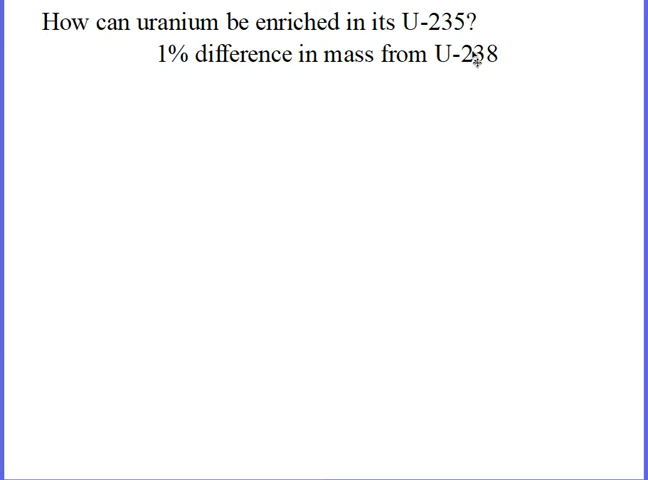 How can uranium be enriched in its U-235?
1% difference in mass from U-238